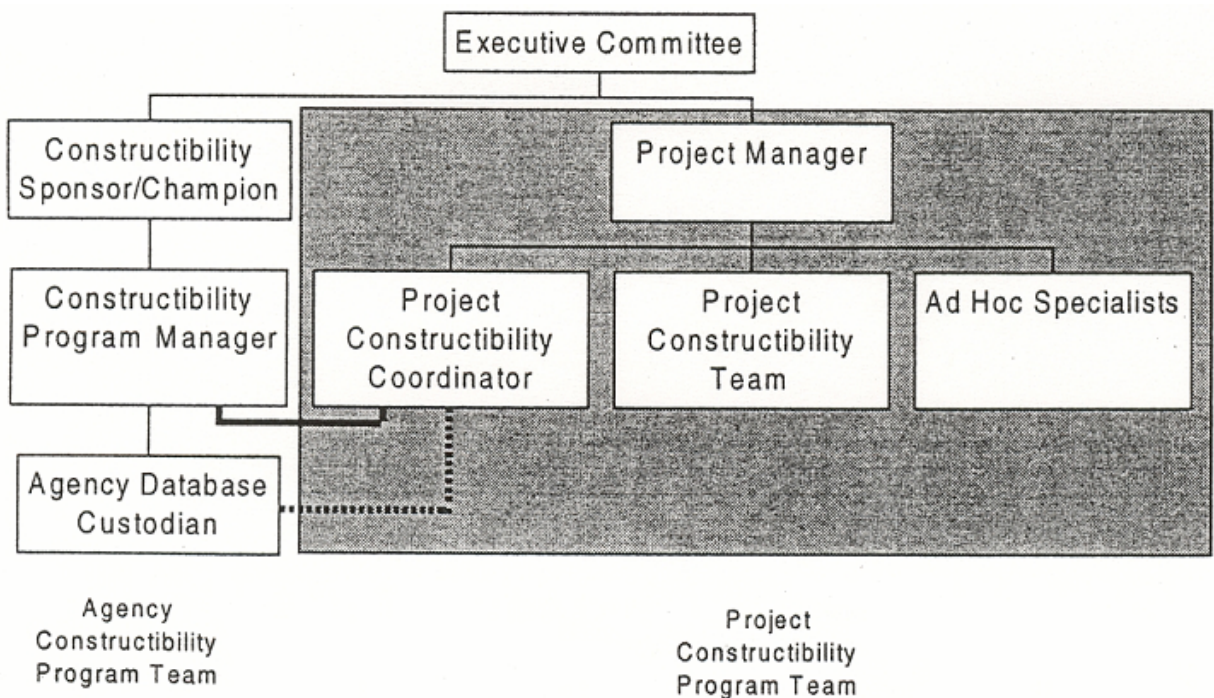 Executive Committee
Constructibility
Sponsor/Champion
Project Manager
Constructibility
Program Manager
Project
Constructibility
Coordinator
Project
Constructibility
Team
Ad Hoc Specialists
Agency Database
Custodian
Agency
Constructibility
Program Team
Project
Constructibility
Program Team